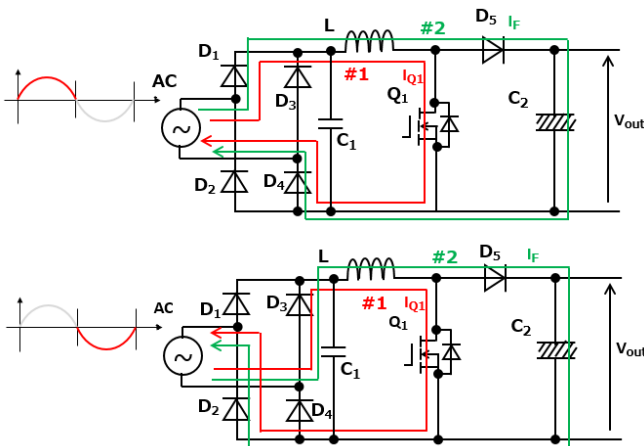 L
#2
D5
IF
D1
AC
#1
IQ1
D3
Q1
C2
Vout
C1
D2
D4
L
#2
D5
IF
AC
D1
D3
#1
IQ1
Q1
C2
Vout
C1
D2
D4